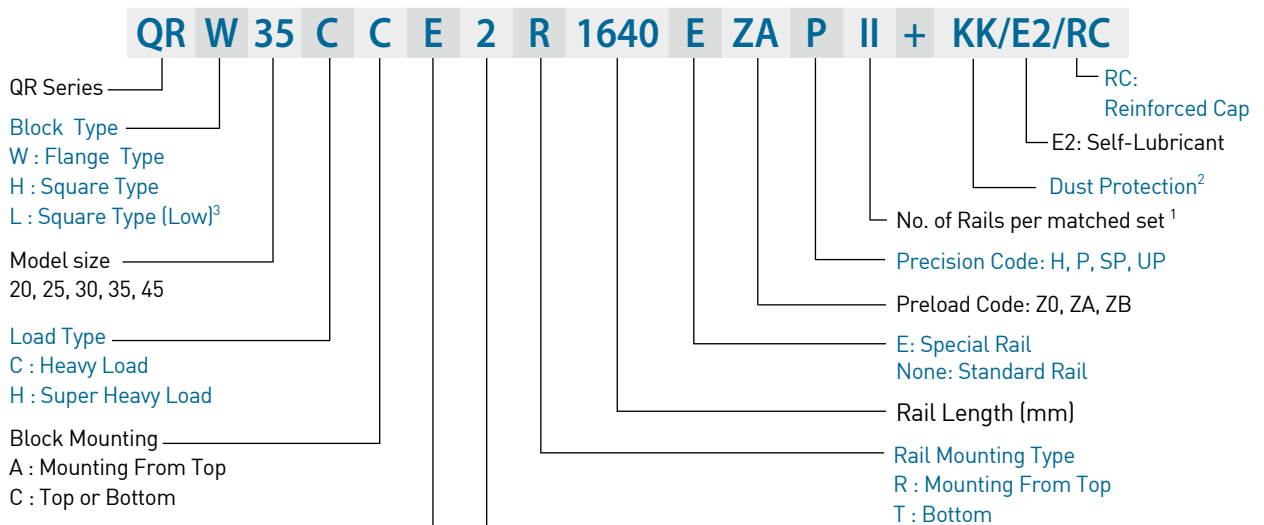 QR W 35 C C E 2 R 1640 E ZA P II + KK/E2/RC
QR Series
Block Type
W : Flange Type
H : Square Type
L : Square Type (Low)³
Model size
20, 25, 30, 35, 45
Load Type
C : Heavy Load
H : Super Heavy Load
Block Mounting
A : Mounting From Top
C : Top or Bottom
RC:
Reinforced Cap
E2: Self-Lubricant
Dust Protection²
No. of Rails per matched set ¹
Precision Code: H, P, SP, UP
Preload Code: Z0, ZA, ZB
E: Special Rail
None: Standard Rail
Rail Length (mm)
Rail Mounting Type
R : Mounting From Top
T : Bottom